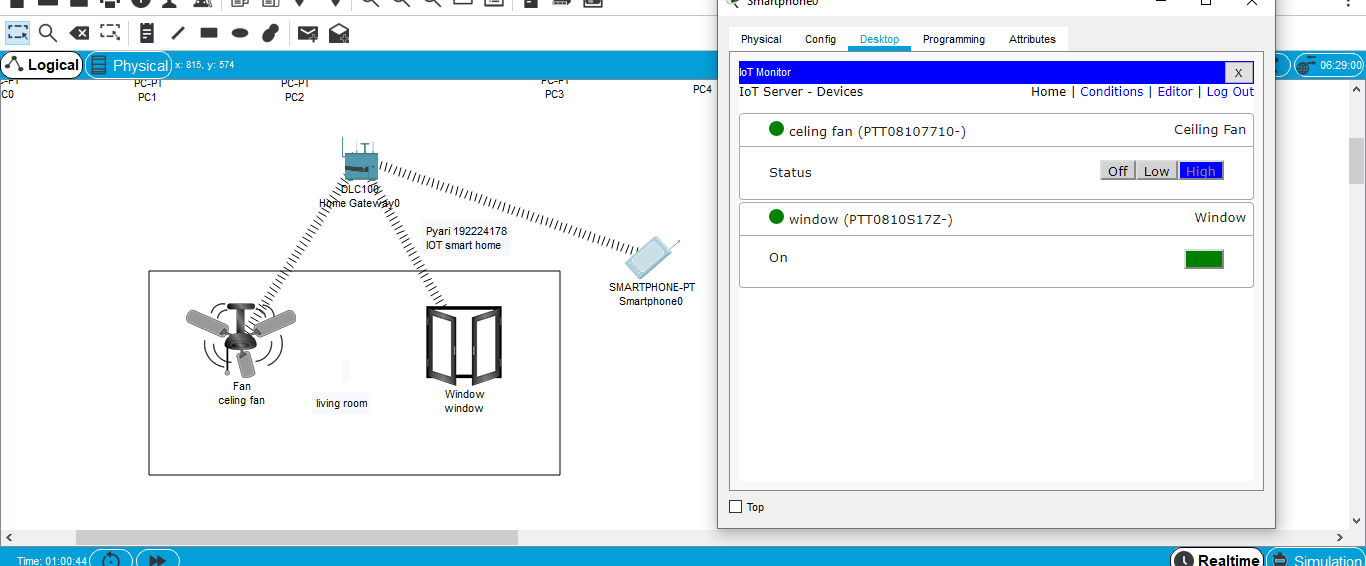 Smartphone0
Physical
Config
Desktop
Programming
Attributes
Logical
Physical
x: 815, y: 574
06:29:00
IoT Monitor
X
IoT Server - Devices
Home | Conditions | Editor | Log Out
celing fan (PTT08107710-)
Ceiling Fan
Status
Off
Low
High
window (PTT0810S17Z-)
Window
On
Top
C0
PC-PT
PC1
PC-PT
PC2
PC-PT
PC3
PC4
DLC100
Home Gateway0
Pyari 192224178
IOT smart home
SMARTPHONE-PT
Smartphone0
Fan
celing fan
living room
Window
window
Time: 01:00:44
Realtime
Simulation